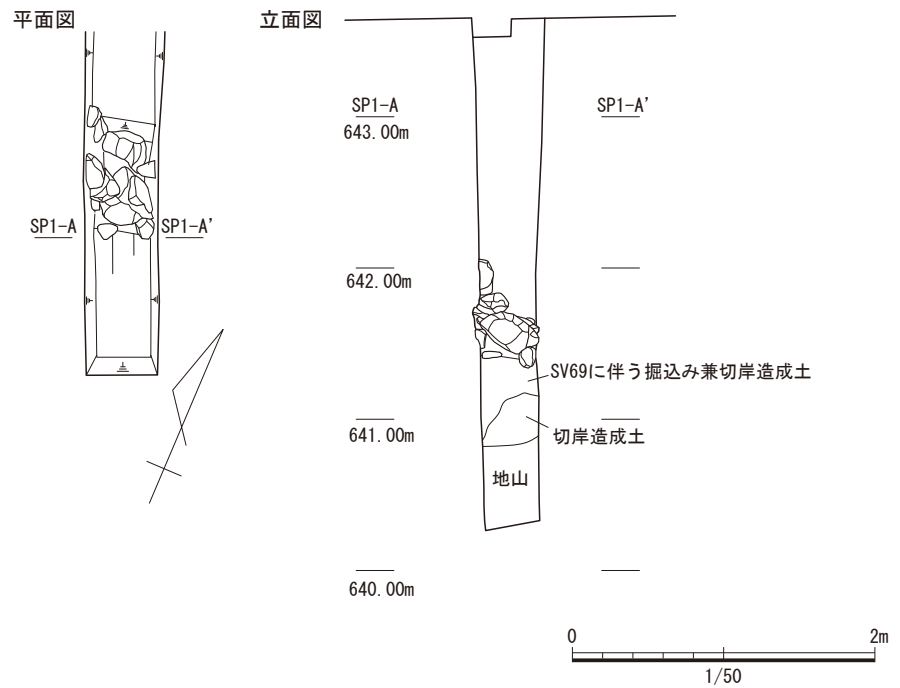 平面図
立面図
SP1-A
SP1-A'
643.00m
SP1-A
SP1-A'
642.00m
SV69に伴う掘込み兼切岸造成土
641.00m
切岸造成土
地山
640.00m
0
2m
1/50